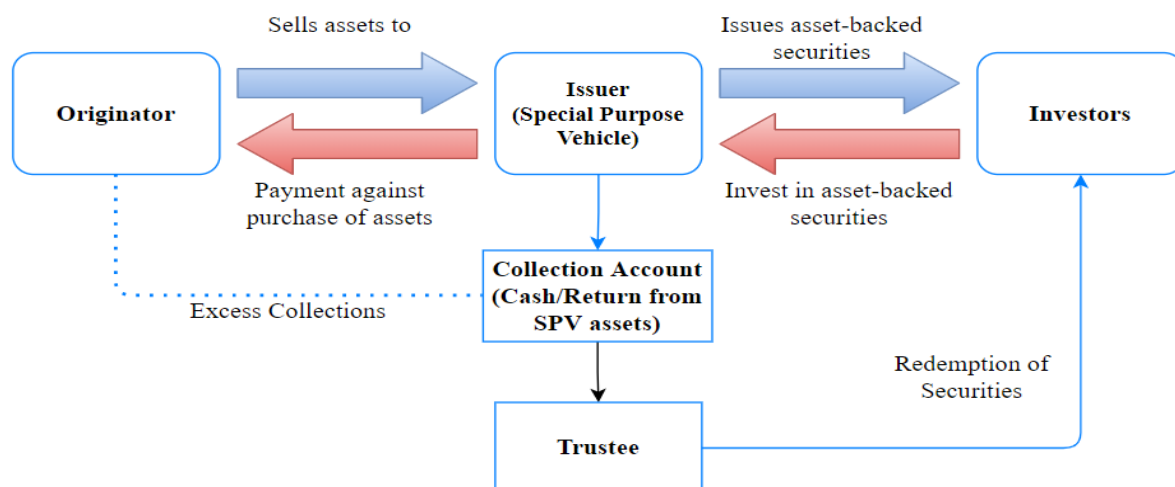 Sells assets to
Issues asset-backed
securities
Originator
Issuer
(Special Purpose
Vehicle)
Investors
Payment against
purchase of assets
Invest in asset-backed
securities
Collection Account
(Cash/Return from
SPV assets)
Excess Collections
Redemption of
Securities
Trustee